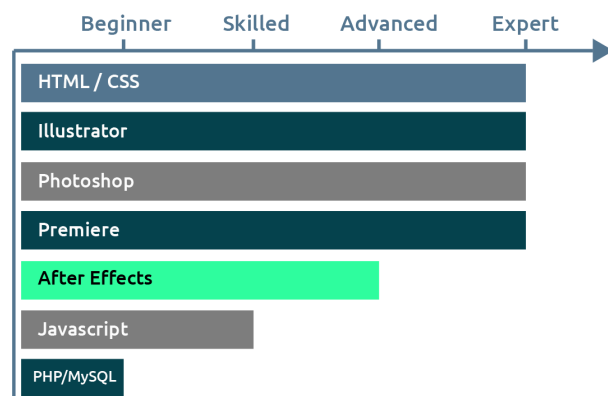 Beginner Skilled Advanced Expert
HTML / CSS
Illustrator
Photoshop
Premiere
After Effects
Javascript
PHP/MySQL